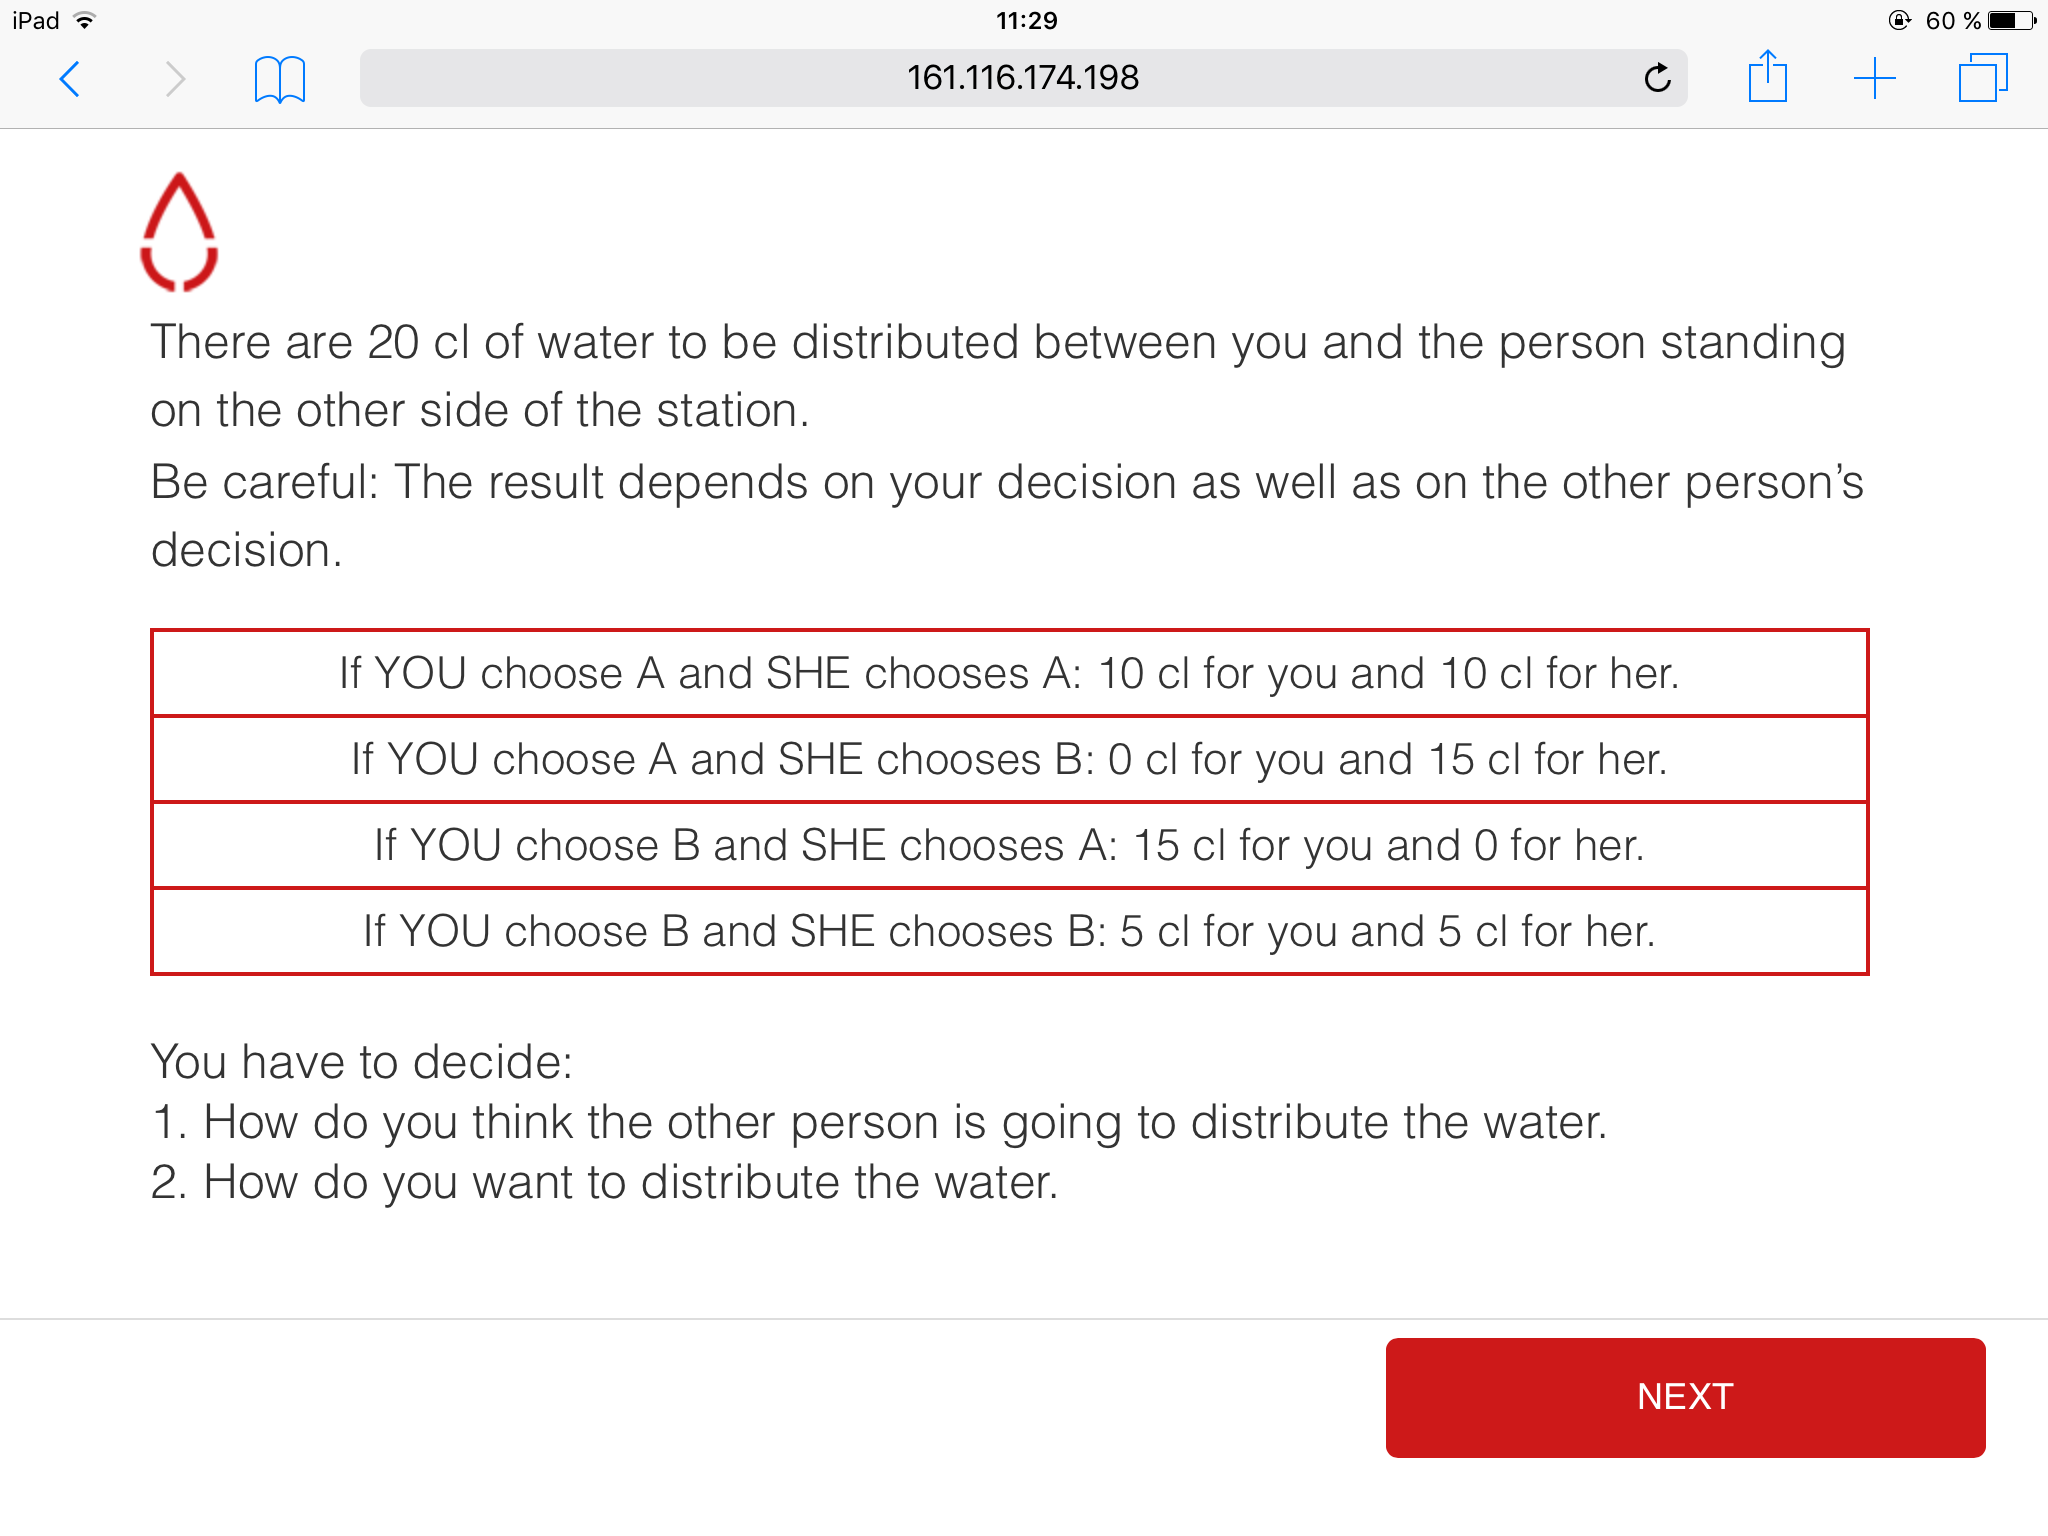 iPad 11:29 60 %
161.116.174.198
There are 20 cl of water to be distributed between you and the person standing
on the other side of the station.
Be careful: The result depends on your decision as well as on the other person’s
decision.
If YOU choose A and SHE chooses A: 10 cl for you and 10 cl for her.
If YOU choose A and SHE chooses B: 0 cl for you and 15 cl for her.
If YOU choose B and SHE chooses A: 15 cl for you and 0 for her.
If YOU choose B and SHE chooses B: 5 cl for you and 5 cl for her.
You have to decide:
1. How do you think the other person is going to distribute the water.
2. How do you want to distribute the water.
NEXT